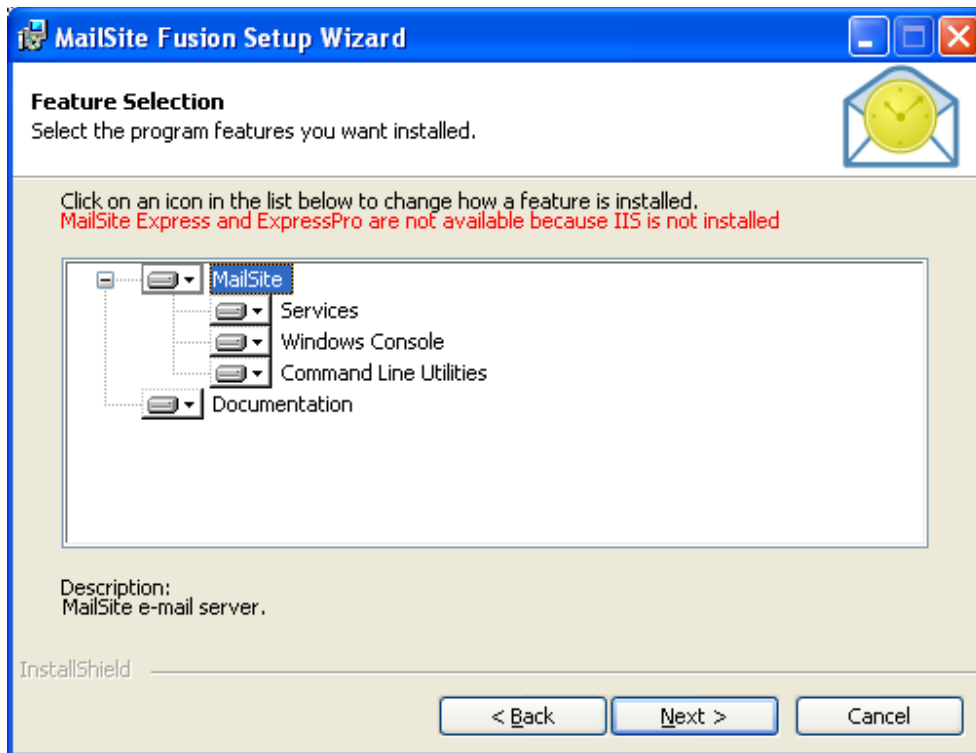 MailSite Fusion Setup Wizard
Feature Selection
Select the program features you want installed.
Click on an icon in the list below to change how a feature is installed.
MailSite Express and ExpressPro are not available because IIS is not installed
MailSite
Services
Windows Console
Command Line Utilities
Documentation
Description:
MailSite e-mail server.
InstallShield
< Back
Next >
Cancel